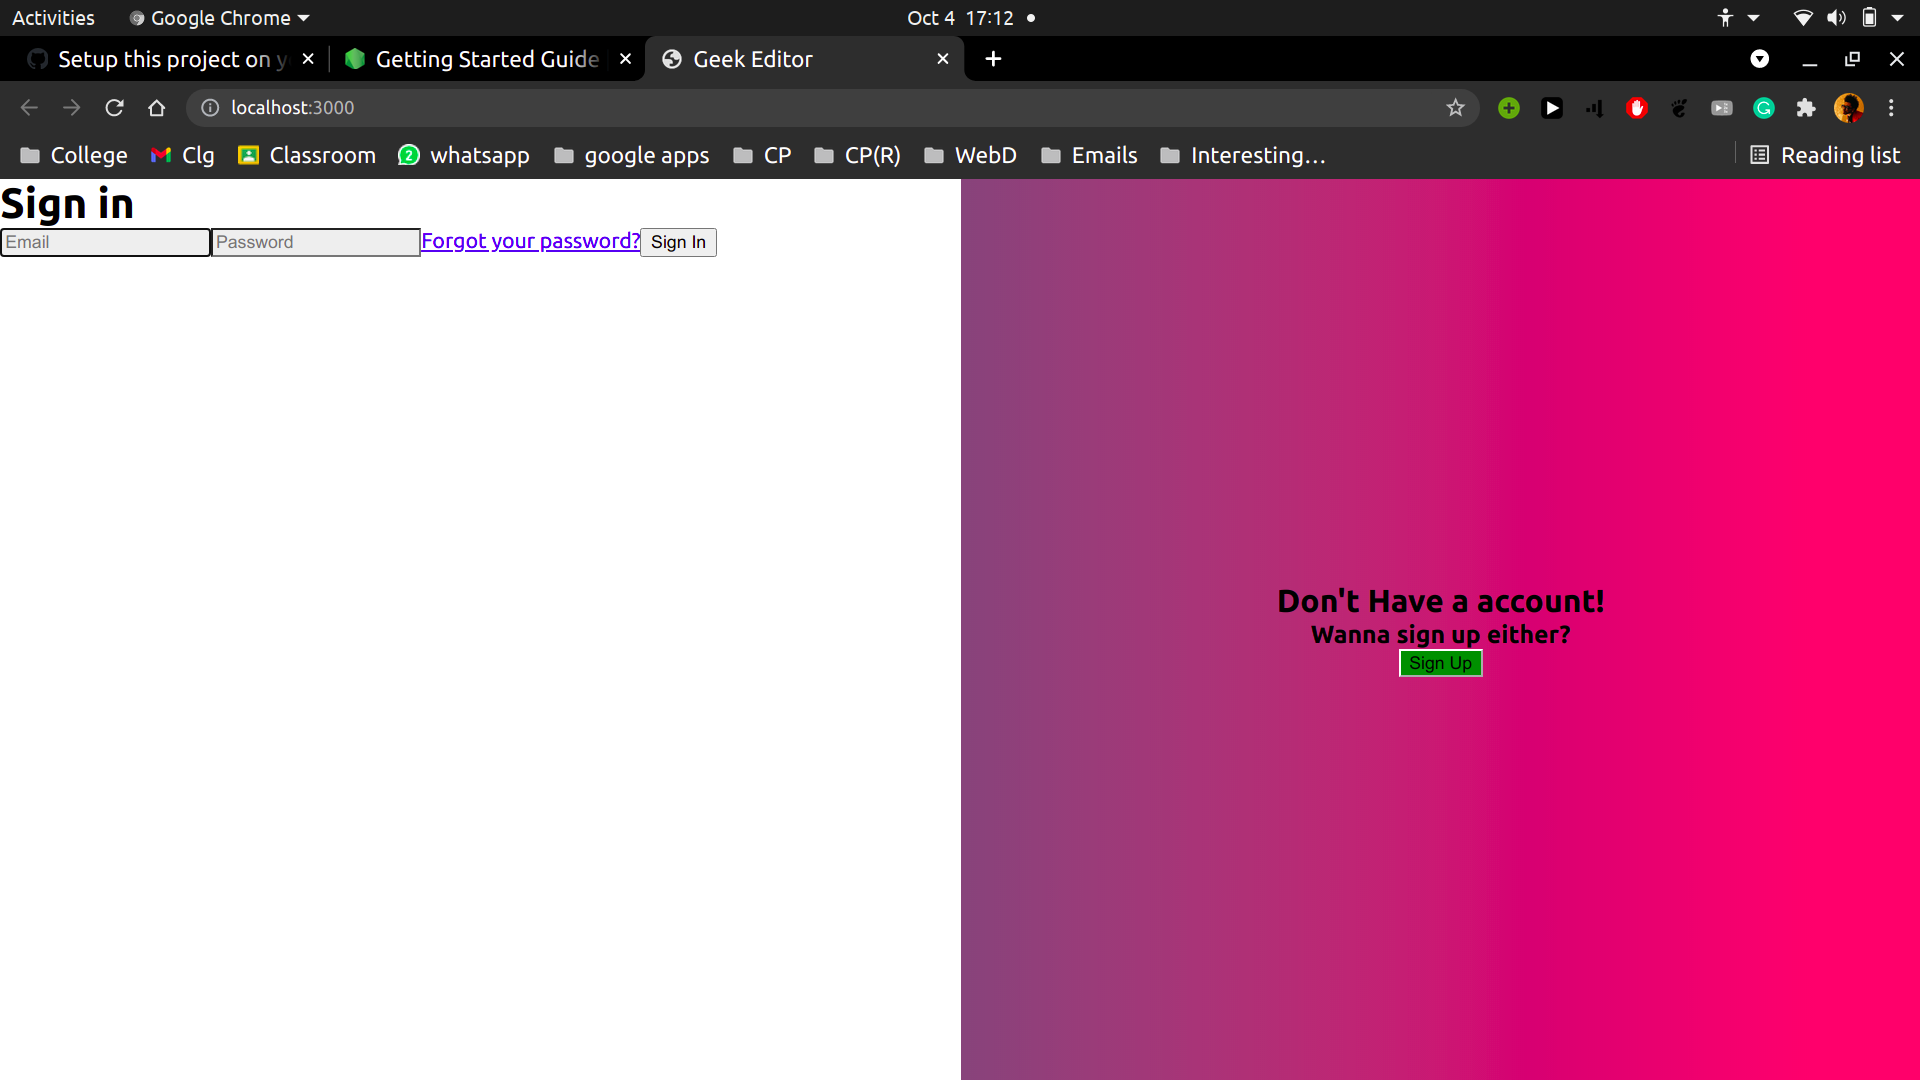 Activities Google Chrome Oct 4 17:12
Setup this project on y Getting Started Guide Geek Editor
localhost:3000
College Clg Classroom 2 whatsapp google apps CP CP(R) WebD Emails Interesting... Reading list
Sign in
Email Password Forgot your password? Sign In
Don't Have a account!
Wanna sign up either?
Sign Up